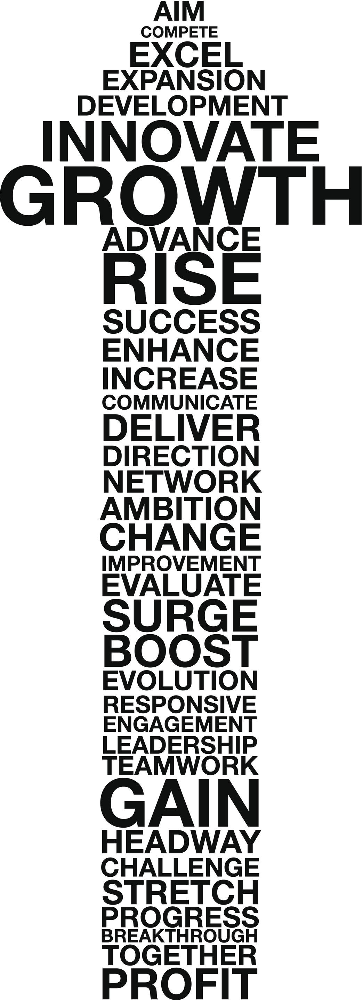 AIM
COMPETE
EXCEL
EXPANSION
DEVELOPMENT
INNOVATE
GROWTH
ADVANCE
RISE
SUCCESS
ENHANCE
INCREASE
COMMUNICATE
DELIVER
DIRECTION
NETWORK
AMBITION
CHANGE
IMPROVEMENT
EVALUATE
SURGE
BOOST
EVOLUTION
RESPONSIVE
ENGAGEMENT
LEADERSHIP
TEAMWORK
GAIN
HEADWAY
CHALLENGE
STRETCH
PROGRESS
BREAKTHROUGH
TOGETHER
PROFIT